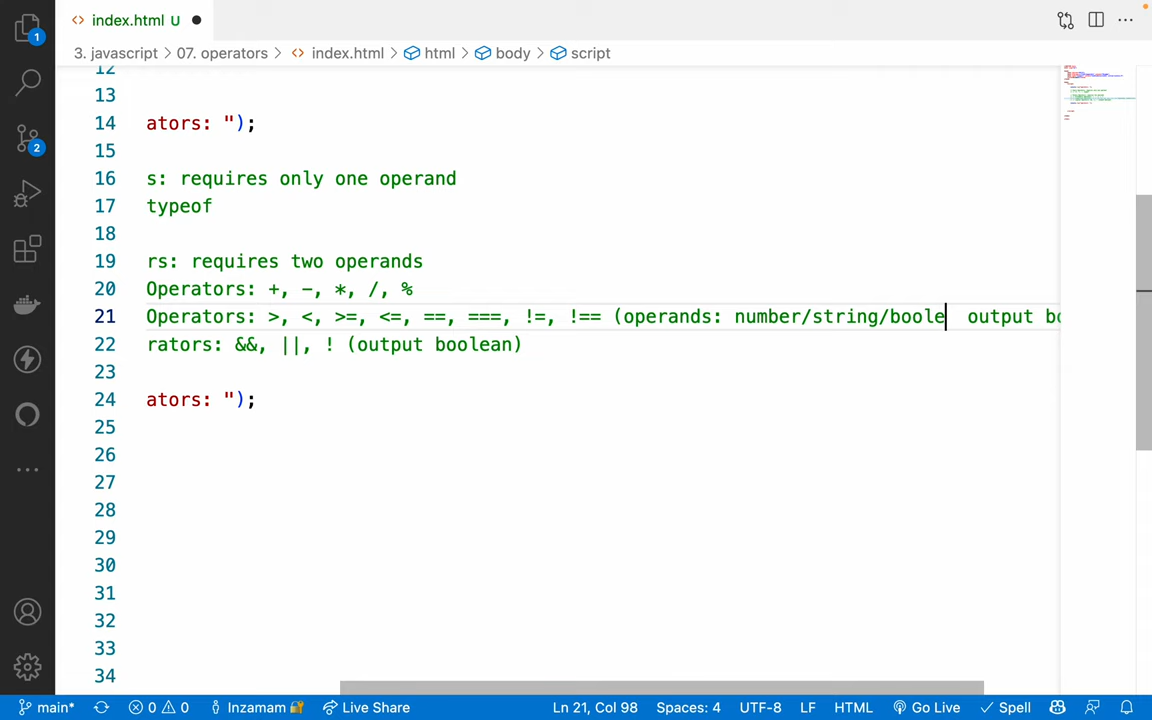 1
index.html U
3. javascript > 07. operators > index.html > html > body > script
12
13
14 ators: ");
15
16 s: requires only one operand
17 typeof
18
19 rs: requires two operands
20 Operators: +, -, *, /, %
21 Operators: >, <, >=, <=, ==, ===, !=, !== (operands: number/string/boole output bo
22 rators: &&, ||, ! (output boolean)
23
24 ators: ");
25
26
27
28
29
30
31
32
33
34
2
main* 0 0 Inzamam Live Share Ln 21, Col 98 Spaces: 4 UTF-8 LF HTML Go Live Spell